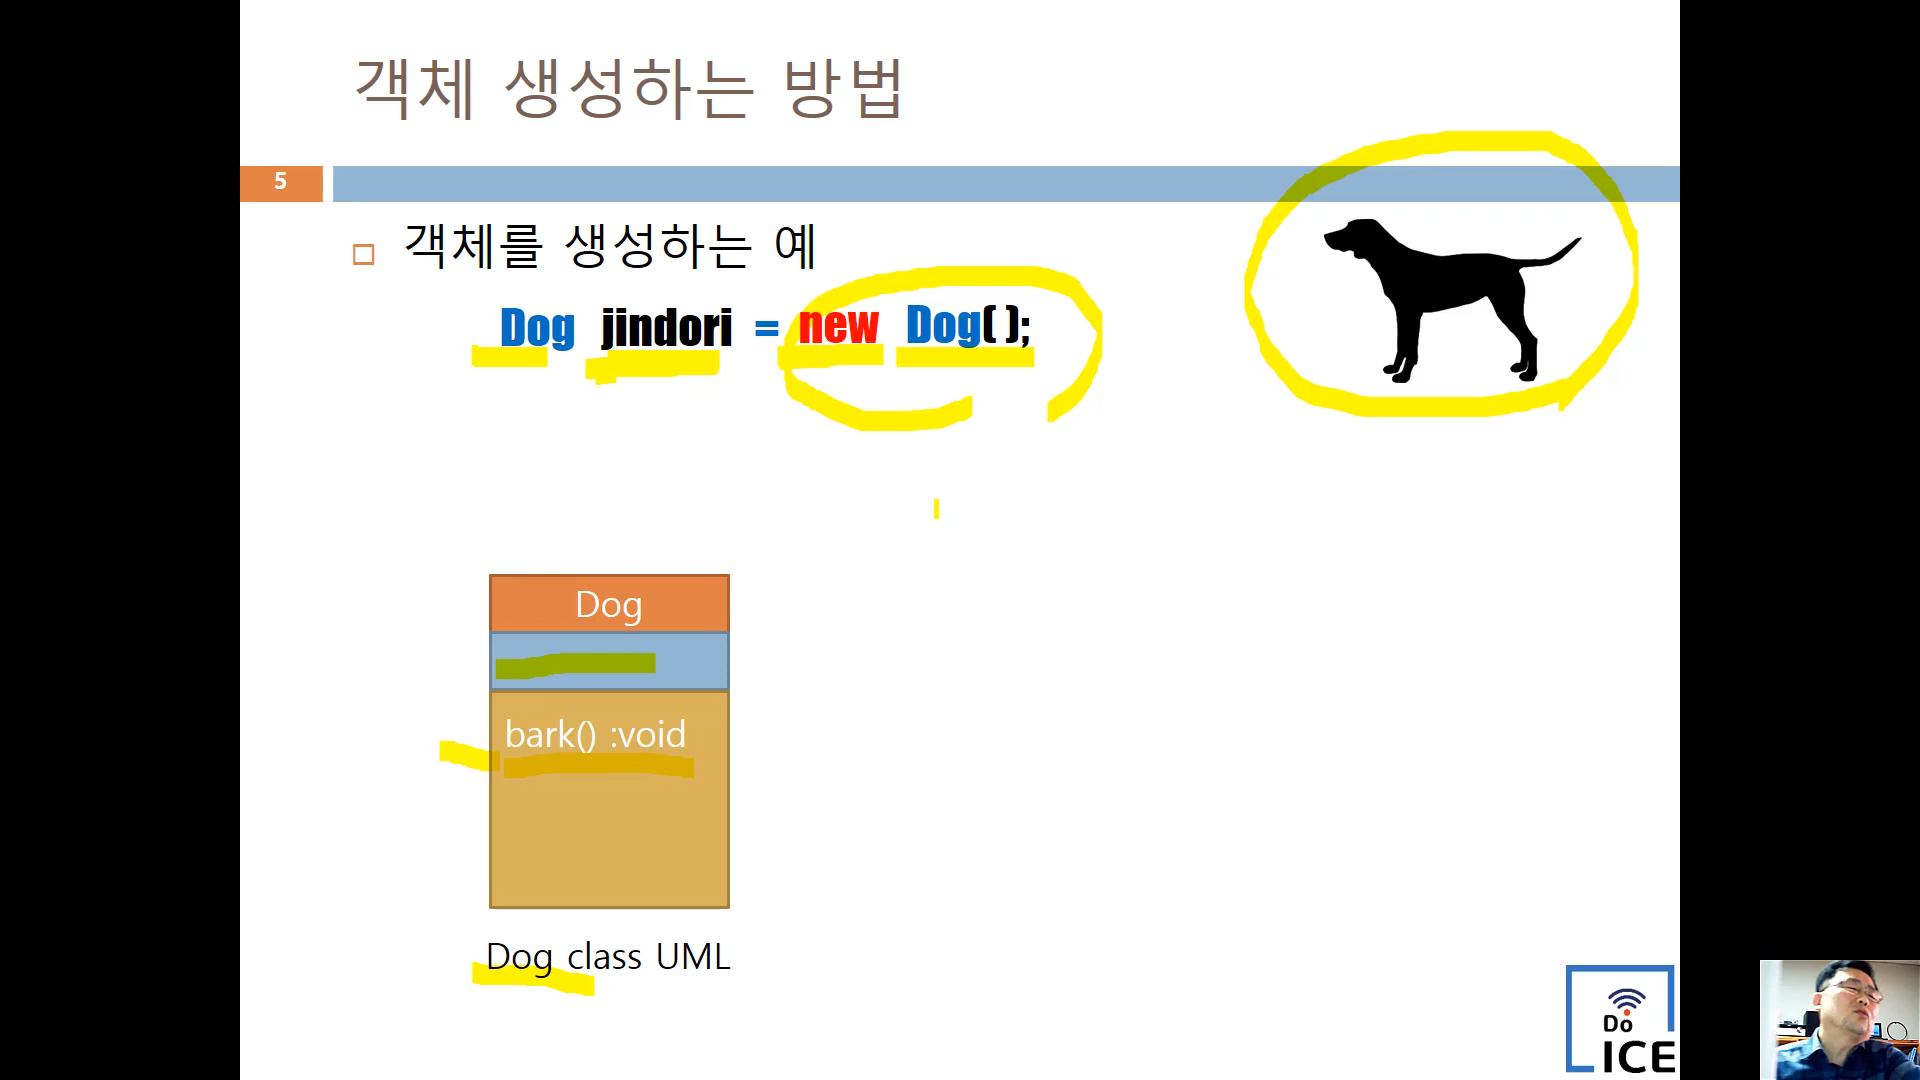 객체 생성하는 방법
5
객체를 생성하는 예
Dog jindori = new Dog( );
Dog
bark() :void
Dog class UML
Do
ICE